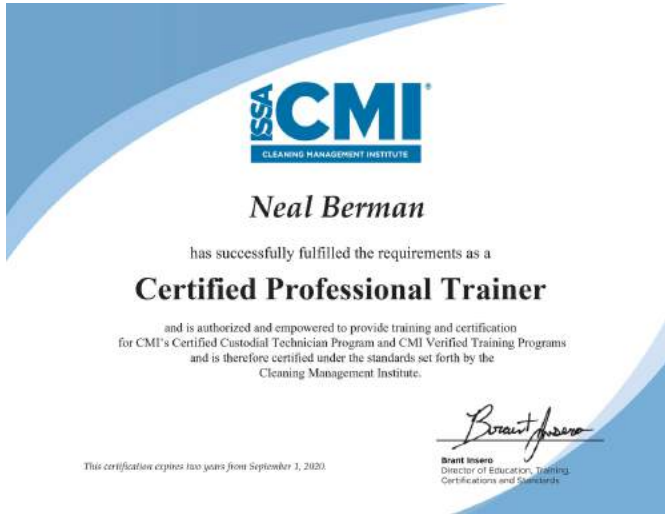 ISSA
CMI®
CLEANING MANAGEMENT INSTITUTE
Neal Berman
has successfully fulfilled the requirements as a
Certified Professional Trainer
and is authorized and empowered to provide training and certification
for CMI's Certified Custodial Technician Program and CMI Verified Training Programs
and is therefore certified under the standards set forth by the
Cleaning Management Institute.
Brant Insero
Brant Insero
Director of Education, Training,
Certifications and Standards
This certification expires two years from September 1, 2020.